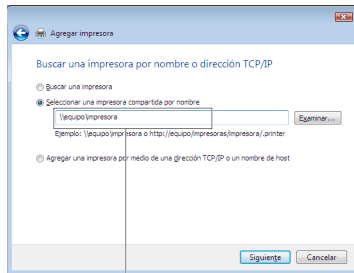 Agregar impresora
Buscar una impresora por nombre o dirección TCP/IP
Buscar una impresora
Seleccionar una impresora compartida por nombre
\\equipo\impresora
Examinar...
Ejemplo: \\equipo\impresora o http://equipo/impresoras/impresora/.printer
Agregar una impresora por medio de una dirección TCP/IP o un nombre de host
Siguiente
Cancelar